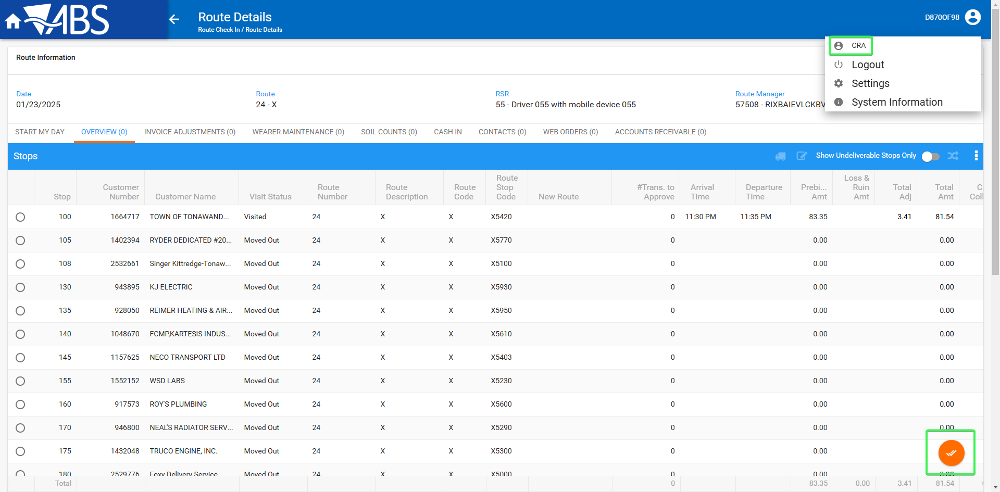 ABS
Route Details
Route Check In / Route Details
D870OF98
CRA
Logout
Settings
System Information
Route Information
Date
01/23/2025
Route
24 - X
RSR
55 - Driver 055 with mobile device 055
Route Manager
57508 - RIXBAIEVLCKBV
START MY DAY OVERVIEW (0) INVOICE ADJUSTMENTS (0) WEARER MAINTENANCE (0) SOIL COUNTS (0) CASH IN CONTACTS (0) WEB ORDERS (0) ACCOUNTS RECEIVABLE (0)
Stops Show Undeliverable Stops Only
Stop
Customer
Number
Customer Name
Visit Status
Route
Number
Route
Description
Route
Code
Route
Stop
Code
New Route
#Trans. to
Approve
Arrival
Time
Departure
Time
Prebi...
Amt
Loss &
Ruin
Amt
Total
Adj
Total
Amt
Ca
Coll
100 1664717 TOWN OF TONAWAND... Visited 24 X X X5420 0 11:30 PM 11:35 PM 83.35 3.41 81.54
105 1402394 RYDER DEDICATED #20... Moved Out 24 X X X5770 0 0.00 0.00
108 2532661 Singer Kittredge-Tonaw... Moved Out 24 X X X5100 0 0.00 0.00
130 943895 KJ ELECTRIC Moved Out 24 X X X5930 0 0.00 0.00
135 928050 REIMER HEATING & AIR... Moved Out 24 X X X5950 0 0.00 0.00
140 1048670 FCMP,KARTESIS INDUS... Moved Out 24 X X X5610 0 0.00 0.00
145 1157625 NECO TRANSPORT LTD Moved Out 24 X X X5403 0 0.00 0.00
155 1552152 WSD LABS Moved Out 24 X X X5230 0 0.00 0.00
160 917573 ROY'S PLUMBING Moved Out 24 X X X5600 0 0.00 0.00
170 946800 NEAL'S RADIATOR SERV... Moved Out 24 X X X5290 0 0.00 0.00
175 1432048 TRUCO ENGINE, INC. Moved Out 24 X X X5300 0 0.00
180 2529776 Foxy Delivery Service Moved Out 24 X X X5000 0 0.00 0.00
Total 0 83.35 0.00 3.41 81.54